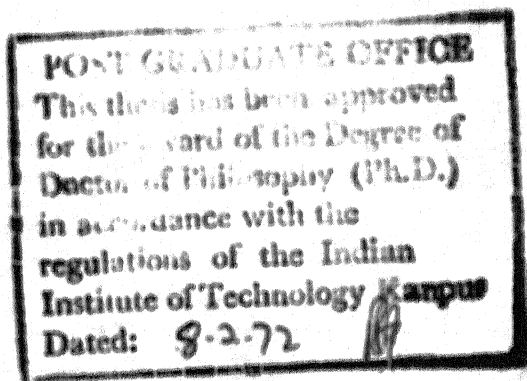 POST GRADUATE OFFICE
This thesis has been approved
for the award of the Degree of
Doctor of Philosophy (Ph.D.)
in accordance with the
regulations of the Indian
Institute of Technology Kanpur
Dated: 8-2-72